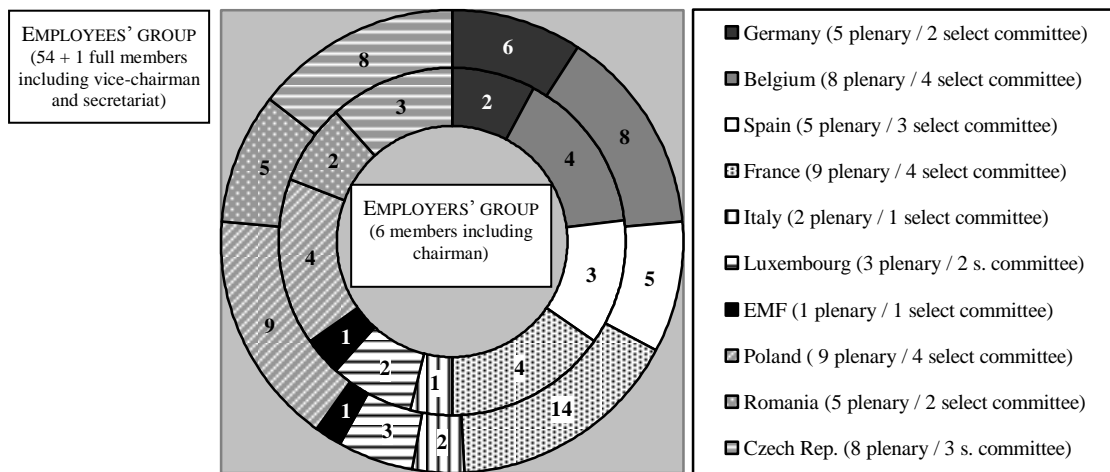 EMPLOYEES' GROUP
(54 + 1 full members
including vice-chairman
and secretariat)
8
6
3
2
8
2
4
5
EMPLOYERS' GROUP
(6 members including
chairman)
4
3
5
9
1
2
1
4
14
1
3
2
Germany (5 plenary / 2 select committee)
Belgium (8 plenary / 4 select committee)
Spain (5 plenary / 3 select committee)
France (9 plenary / 4 select committee)
Italy (2 plenary / 1 select committee)
Luxembourg (3 plenary / 2 s. committee)
EMF (1 plenary / 1 select committee)
Poland ( 9 plenary / 4 select committee)
Romania (5 plenary / 2 select committee)
Czech Rep. (8 plenary / 3 s. committee)